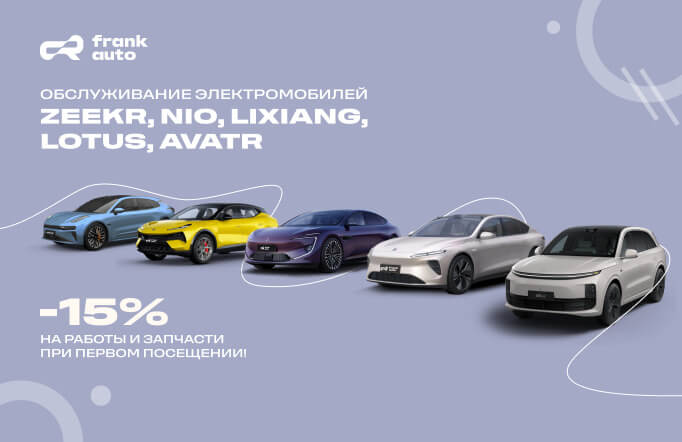 frank
auto
ОБСЛУЖИВАНИЕ ЭЛЕКТРОМОБИЛЕЙ
ZEEKR, NIO, LIXIANG,
LOTUS, AVATR
-15%
НА РАБОТЫ И ЗАПЧАСТИ
ПРИ ПЕРВОМ ПОСЕЩЕНИИ!